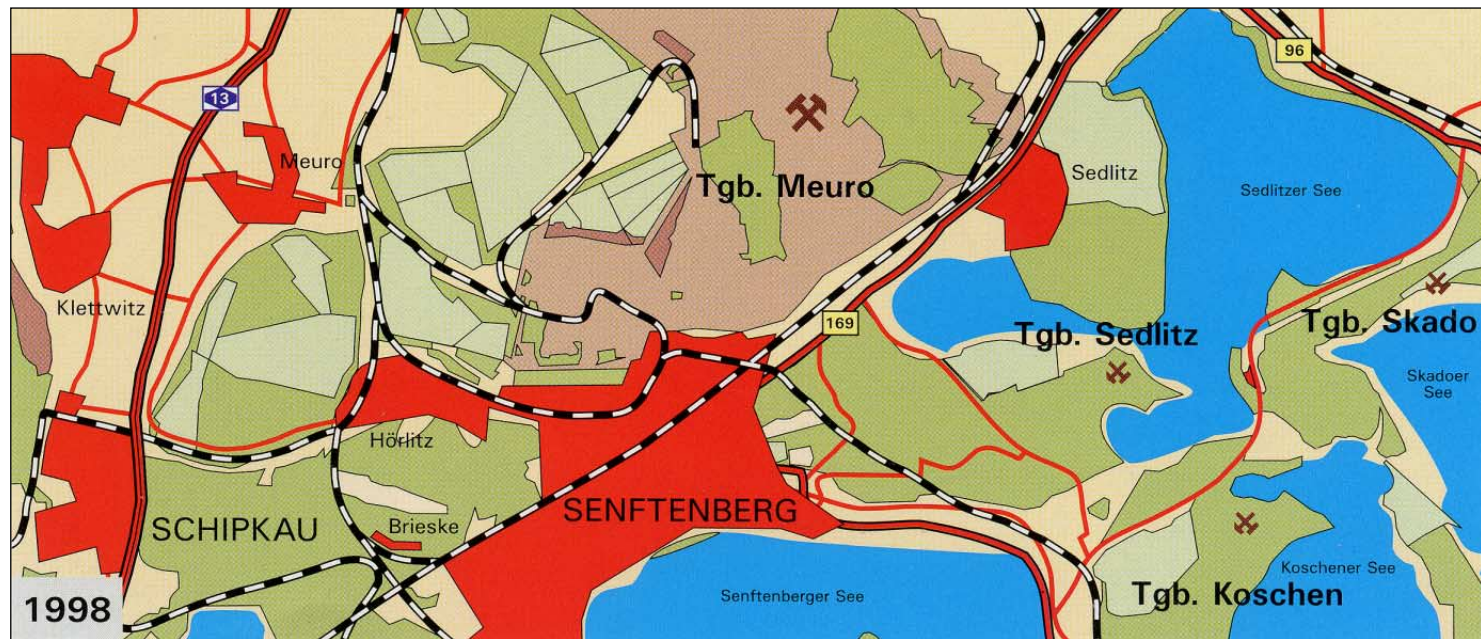 96
13
Meuro
Sedlitz
Tgb. Meuro
Sedlitzer See
Klettwitz
169
Tgb. Sedlitz
Tgb. Skado
Skadoer
See
Hörlitz
SENFTENBERG
SCHIPKAU
Brieske
Koschener See
Senftenberger See
Tgb. Koschen
1998